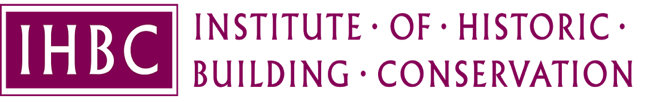 IHBC
INSTITUTE · OF · HISTORIC ·
BUILDING · CONSERVATION